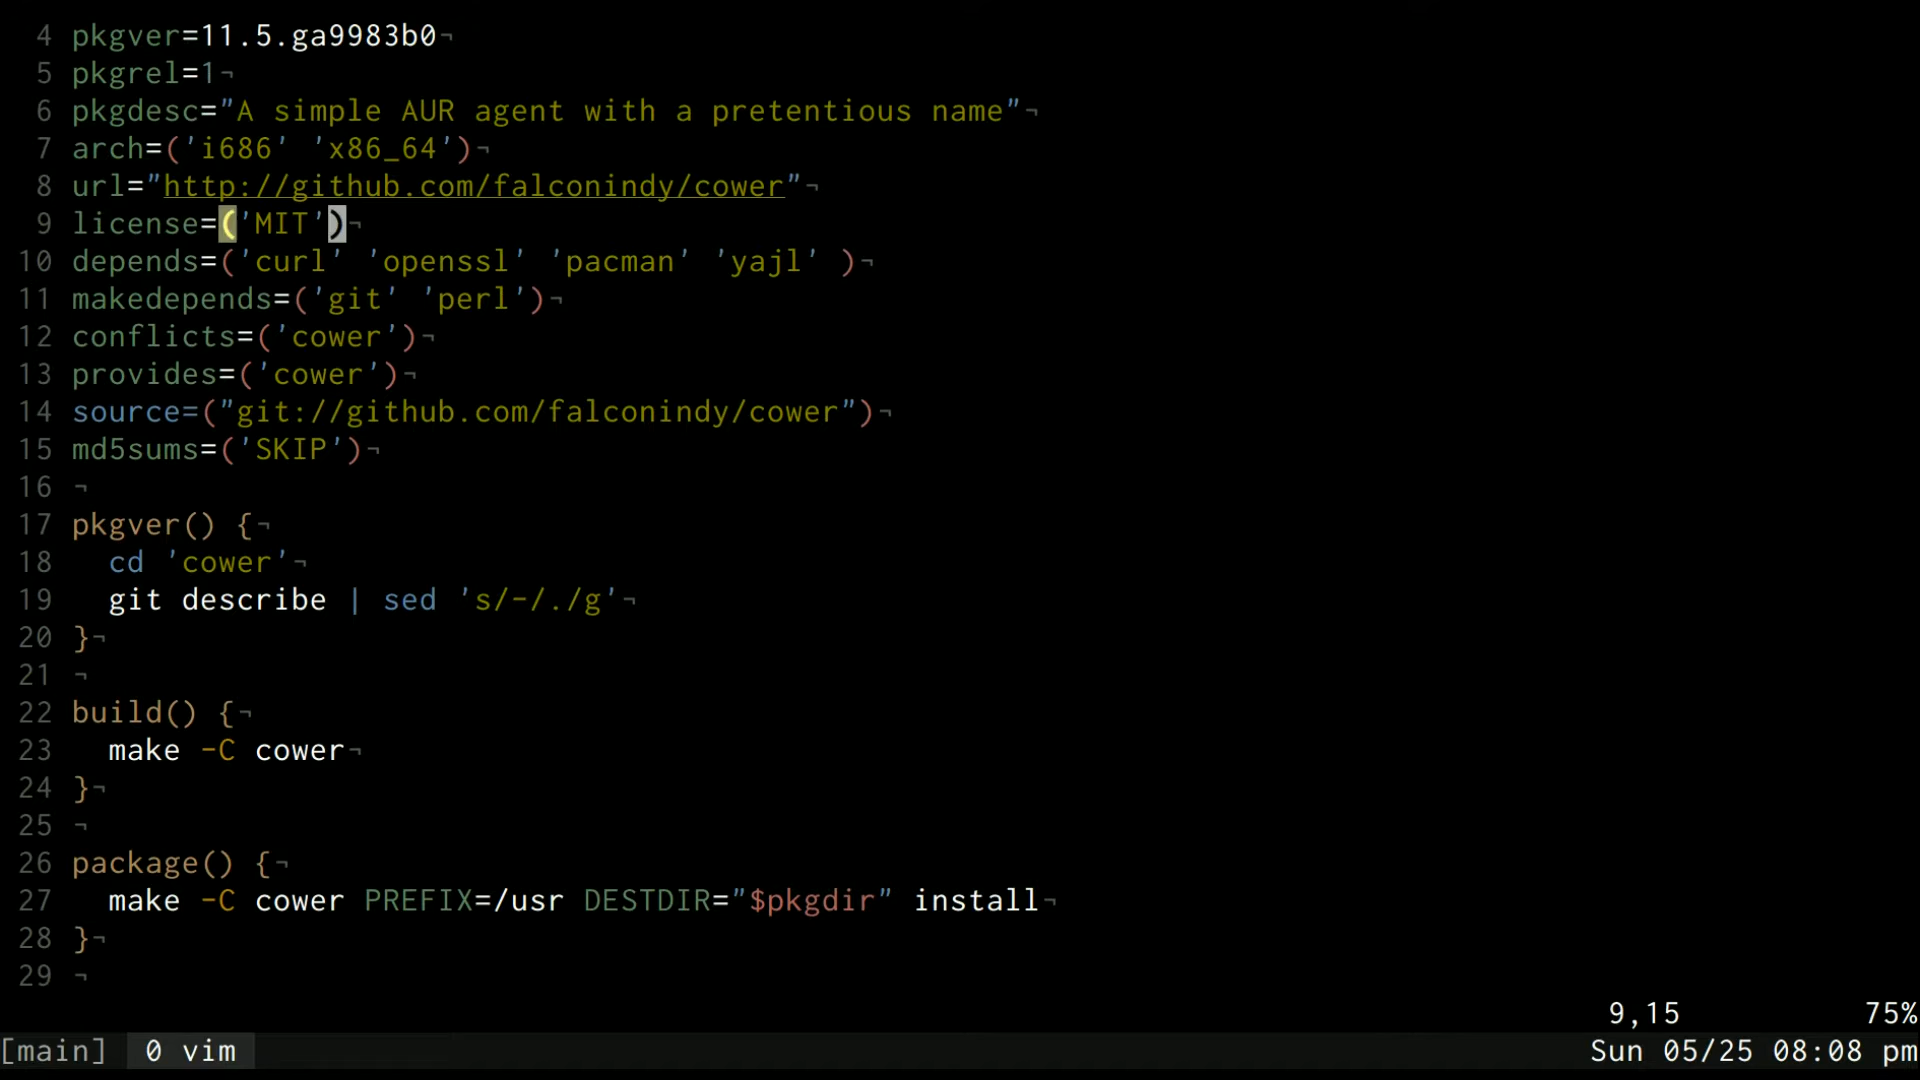 4 pkgver=11.5.ga9983b0¬
5 pkgrel=1¬
6 pkgdesc="A simple AUR agent with a pretentious name"¬
7 arch=('i686' 'x86_64')¬
8 url="http://github.com/falconindy/cower"¬
9 license=('MIT')¬
10 depends=('curl' 'openssl' 'pacman' 'yajl' )¬
11 makedepends=('git' 'perl')¬
12 conflicts=('cower')¬
13 provides=('cower')¬
14 source=("git://github.com/falconindy/cower")¬
15 md5sums=('SKIP')¬
16 ¬
17 pkgver() {¬
18   cd 'cower'¬
19   git describe | sed 's/-/./g'¬
20 }¬
21 ¬
22 build() {¬
23   make -C cower¬
24 }¬
25 ¬
26 package() {¬
27   make -C cower PREFIX=/usr DESTDIR="$pkgdir" install¬
28 }¬
29 ¬
9,15 75%
[main] 0 vim Sun 05/25 08:08 pm